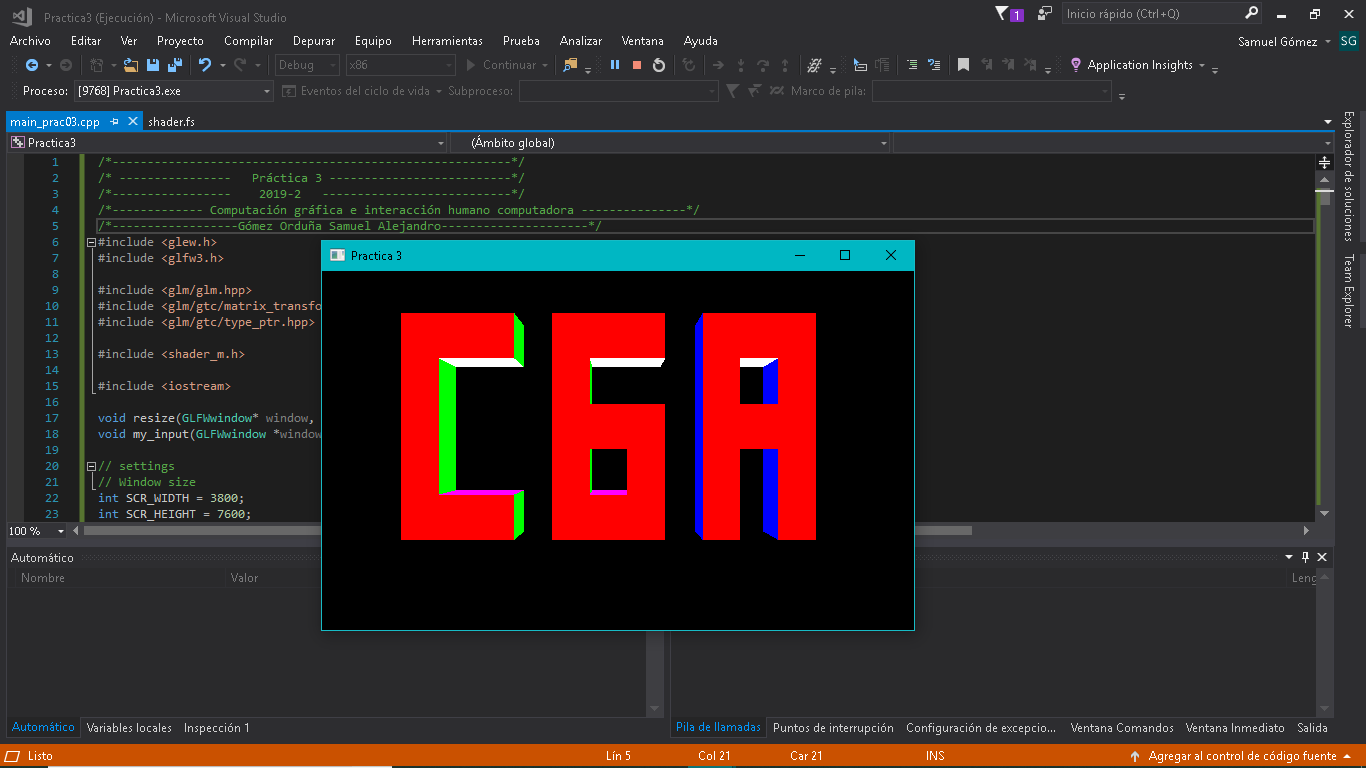 Practica3 (Ejecución) - Microsoft Visual Studio
1
Inicio rápido (Ctrl+Q)
Archivo Editar Ver Proyecto Compilar Depurar Equipo Herramientas Prueba Analizar Ventana Ayuda
Samuel Gómez SG
Debug x86 Continuar Application Insights
Proceso: [9768] Practica3.exe Eventos del ciclo de vida Subproceso: Marco de pila:
main_prac03.cpp shader.fs
Practica3 (Ámbito global)
1 /*---------------------------------------------------------*/
2 /* ---------------- Práctica 3 --------------------------*/
3 /*---------------- 2019-2 ---------------------------*/
4 /*------------- Computación gráfica e interacción humano computadora ---------------*/
5 /*------------------Gómez Orduña Samuel Alejandro---------------------*/
6 #include <glew.h>
7 #include <glfw3.h>
8
9 #include <glm/glm.hpp>
10 #include <glm/gtc/matrix_transfo
11 #include <glm/gtc/type_ptr.hpp>
12
13 #include <shader_m.h>
14
15 #include <iostream>
16
17 void resize(GLFWwindow* window,
18 void my_input(GLFWwindow *window
19
20 // settings
21 // Window size
22 int SCR_WIDTH = 3800;
23 int SCR_HEIGHT = 7600;
Practica 3
C6A
Explorador de soluciones
Team Explorer
100 %
Automático
Nombre Valor
Leng
Automático Variables locales Inspección 1
Pila de llamadas Puntos de interrupción Configuración de excepcio... Ventana Comandos Ventana Inmediato Salida
Listo Lín 5 Col 21 Car 21 INS Agregar al control de código fuente